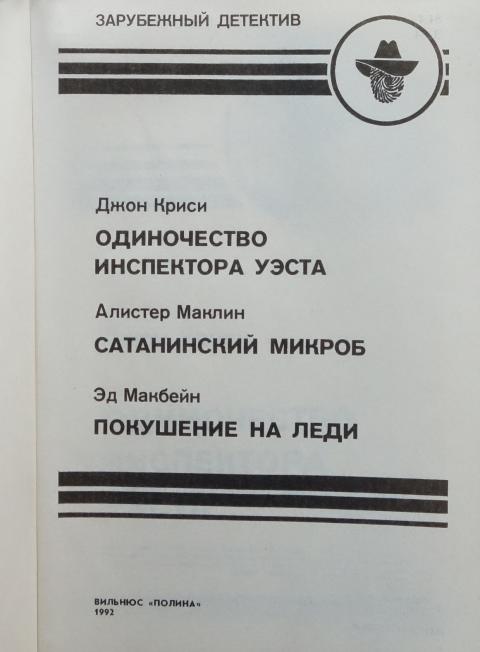 ЗАРУБЕЖНЫЙ ДЕТЕКТИВ
Джон Криси
ОДИНОЧЕСТВО
ИНСПЕКТОРА УЭСТА
Алистер Маклин
САТАНИНСКИЙ МИКРОБ
Эд Макбейн
ПОКУШЕНИЕ НА ЛЕДИ
ВИЛЬНЮС «ПОЛИНА»
1992